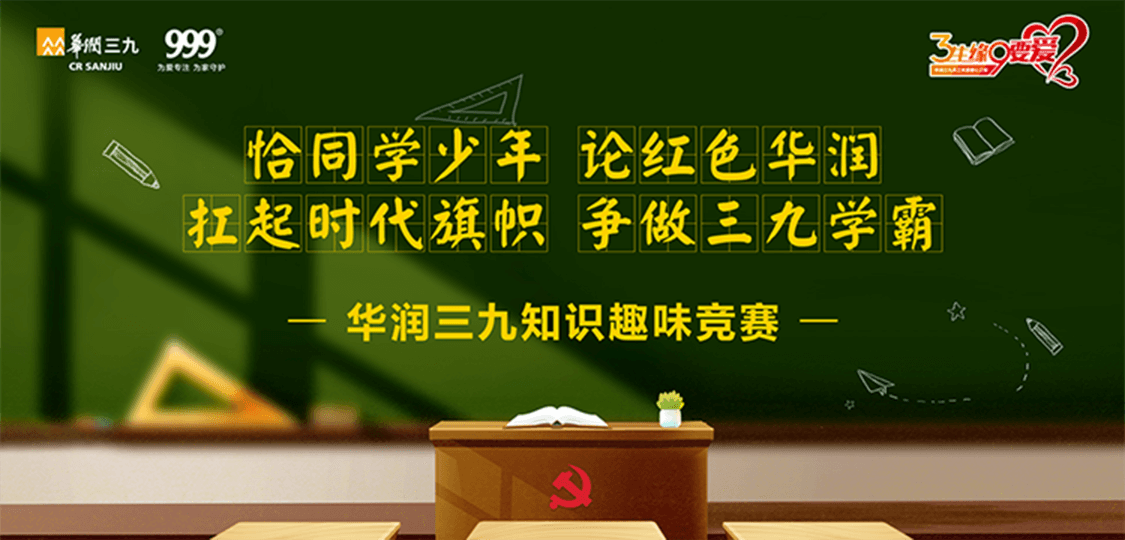 华润三九
CR SANJIU
999®
为爱专注 为家守护
3生缘9要爱
恰同学少年 论红色华润
扛起时代旗帜 争做三九学霸
— 华润三九知识趣味竞赛 —